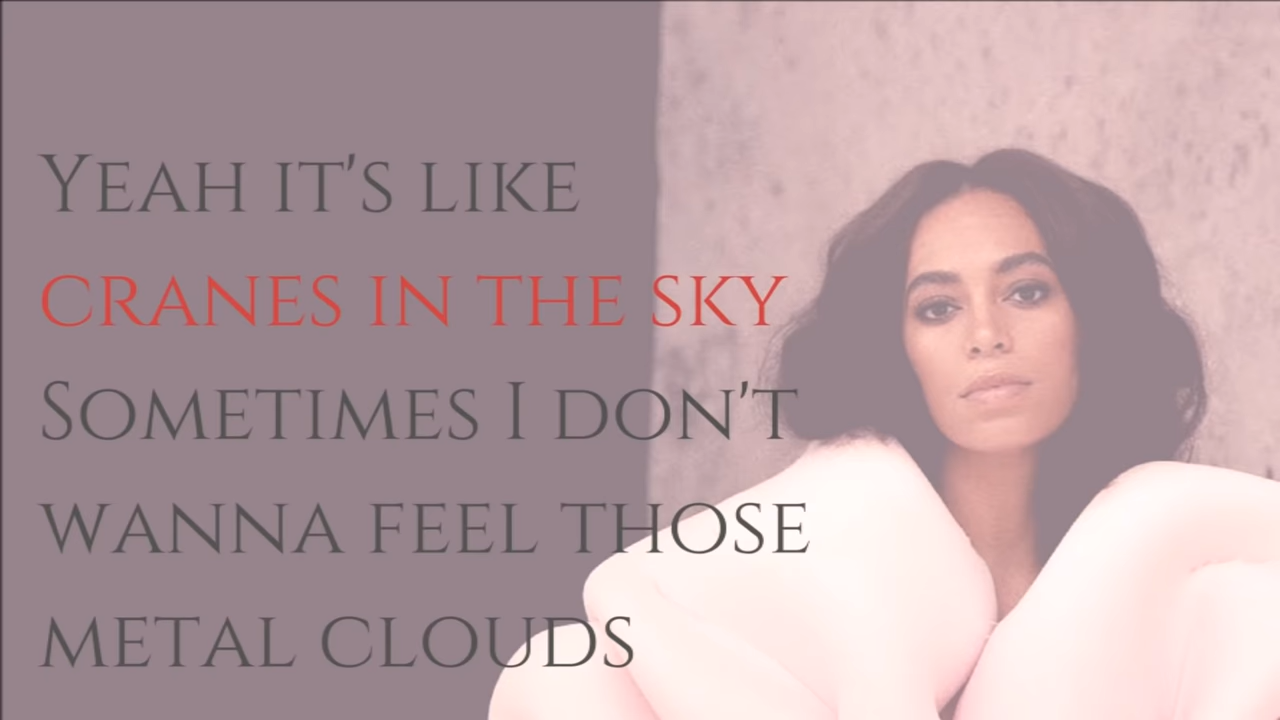 Yeah it's like
cranes in the sky
Sometimes I don't
wanna feel those
metal clouds